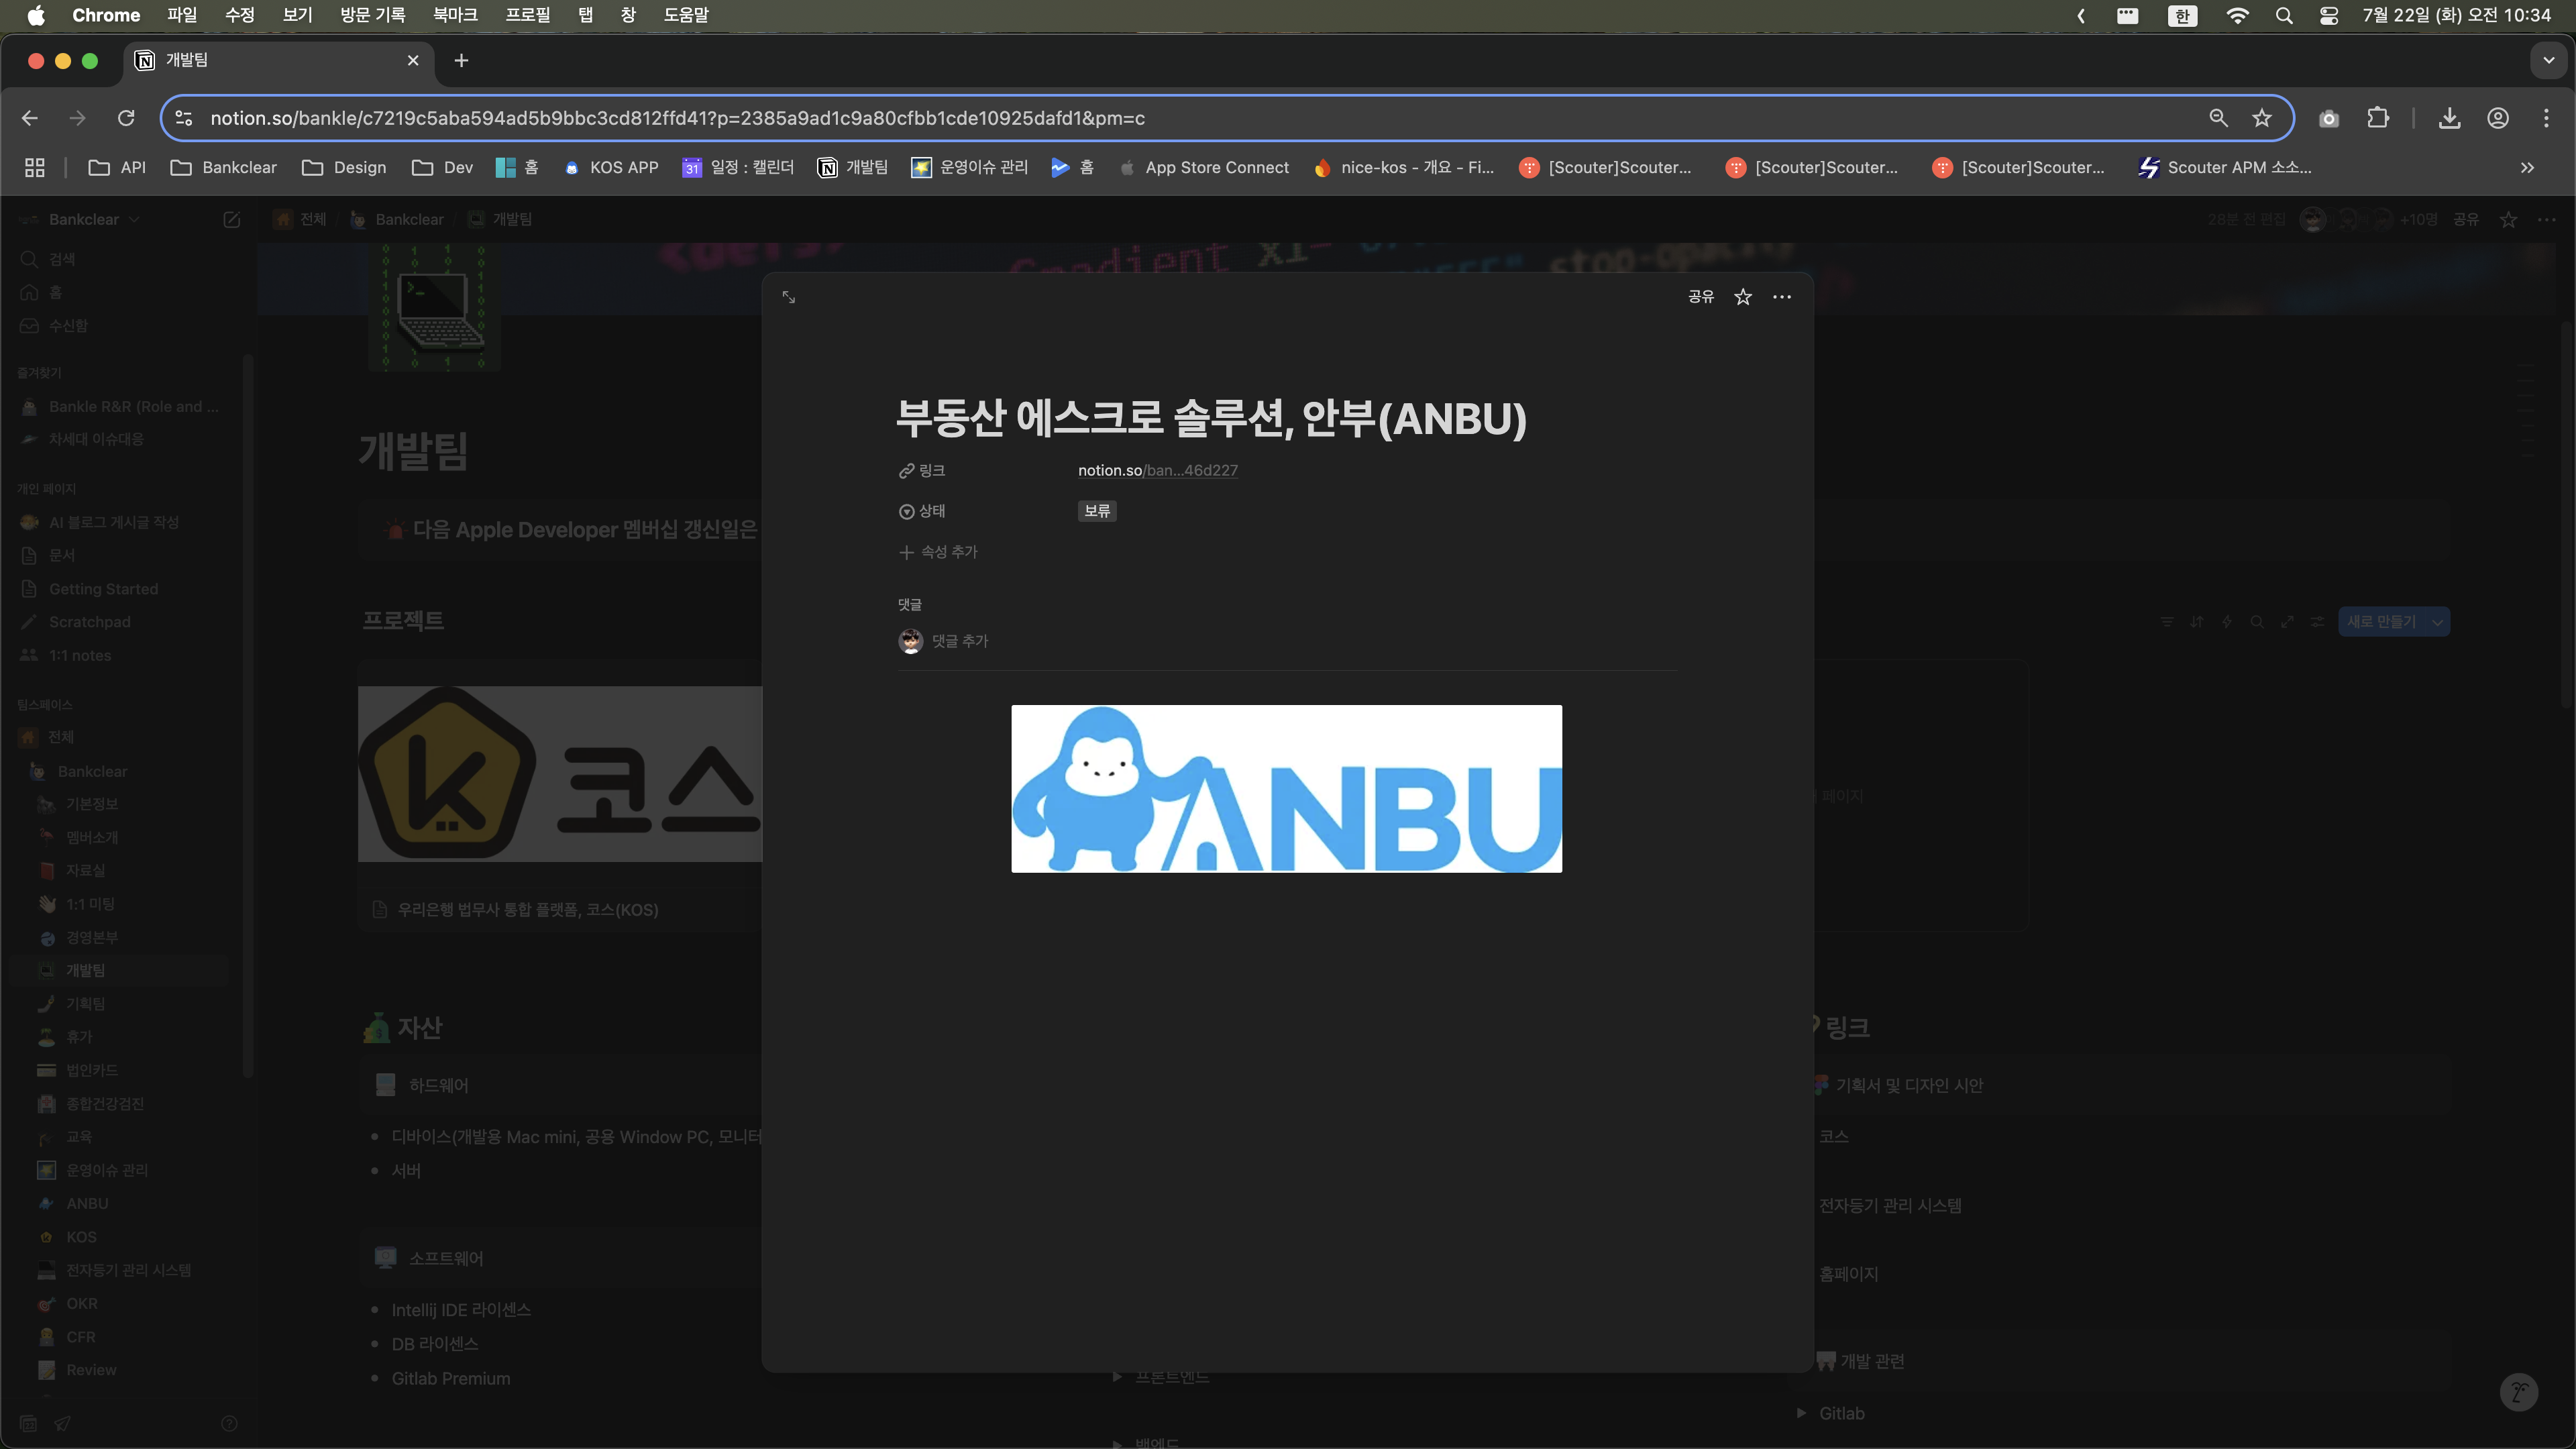 Chrome 파일 수정 보기 방문 기록 북마크 프로필 탭 창 도움말 한 7월 22일 (화) 오전 10:34
개발팀
notion.so/bankle/c7219c5aba594ad5b9bbc3cd812ffd41?p=2385a9ad1c9a80cfbb1cde10925dafd1&pm=c
API Bankclear Design Dev 홈 KOS APP 31 일정 : 캘린더 개발팀 운영이슈 관리 홈 App Store Connect nice-kos - 개요 - Fi... [Scouter]Scouter... [Scouter]Scouter... [Scouter]Scouter... Scouter APM 소소...
Bankclear
전체 / Bankclear / 개발팀
28분 전 편집 +10명 공유
검색
홈
수신함
즐겨찾기
Bankle R&R (Role and ...
차세대 이슈대응
개인 페이지
AI 블로그 게시글 작성
문서
Getting Started
Scratchpad
1:1 notes
팀스페이스
전체
Bankclear
기본정보
멤버소개
자료실
1:1 미팅
경영본부
개발팀
기획팀
휴가
법인카드
종합건강검진
교육
운영이슈 관리
ANBU
KOS
전자등기 관리 시스템
OKR
CFR
Review
개발팀
다음 Apple Developer 멤버십 갱신일은
프로젝트
새로 만들기
코스
우리은행 법무사 통합 플랫폼, 코스(KOS)
페이지
자산
하드웨어
디바이스(개발용 Mac mini, 공용 Window PC, 모니터
서버
소프트웨어
Intellij IDE 라이센스
DB 라이센스
Gitlab Premium
공유
부동산 에스크로 솔루션, 안부(ANBU)
링크 notion.so/ban...46d227
상태 보류
속성 추가
댓글
댓글 추가
ANBU
프론트엔드
백엔드
링크
기획서 및 디자인 시안
코스
전자등기 관리 시스템
홈페이지
개발 관련
Gitlab